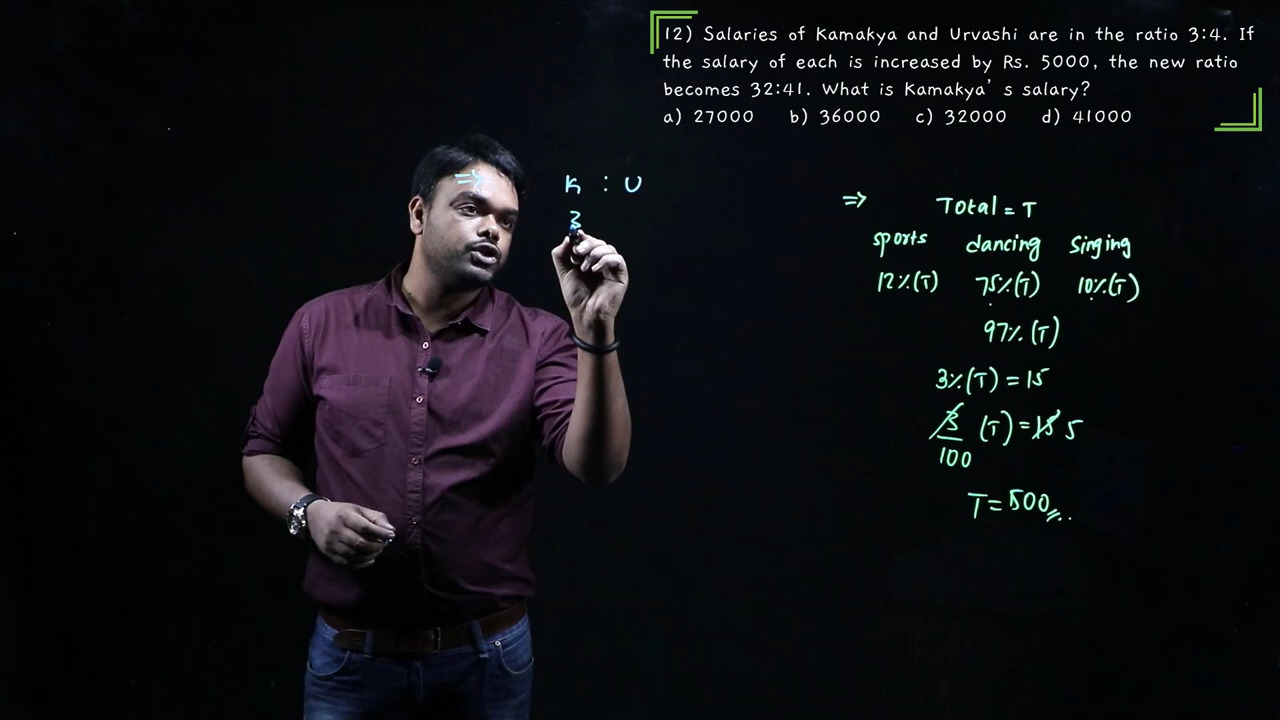 12) Salaries of Kamakya and Urvashi are in the ratio 3:4. If
the salary of each is increased by Rs. 5000, the new ratio
becomes 32:41. What is Kamakya's salary?
a) 27000 b) 36000 c) 32000 d) 41000
⇒ K : U
3
⇒ Total = T
sports dancing Singing
12%(T) 75%(T) 10%(T)
97%(T)
3%(T) = 15
3/100 (T) = 15 5
T = 500